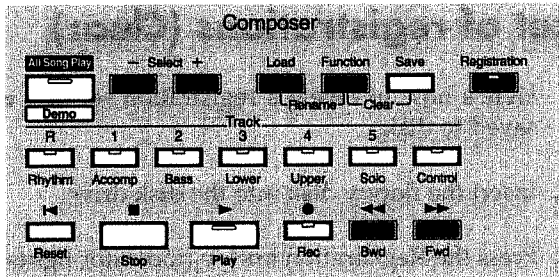 Composer
All Song Play − Select + Load Function Save Registration
Rename Clear
Demo
Track
R 1 2 3 4 5
Rhythm Accomp Bass Lower Upper Solo Control
Reset Stop Play Rec Bwd Fwd